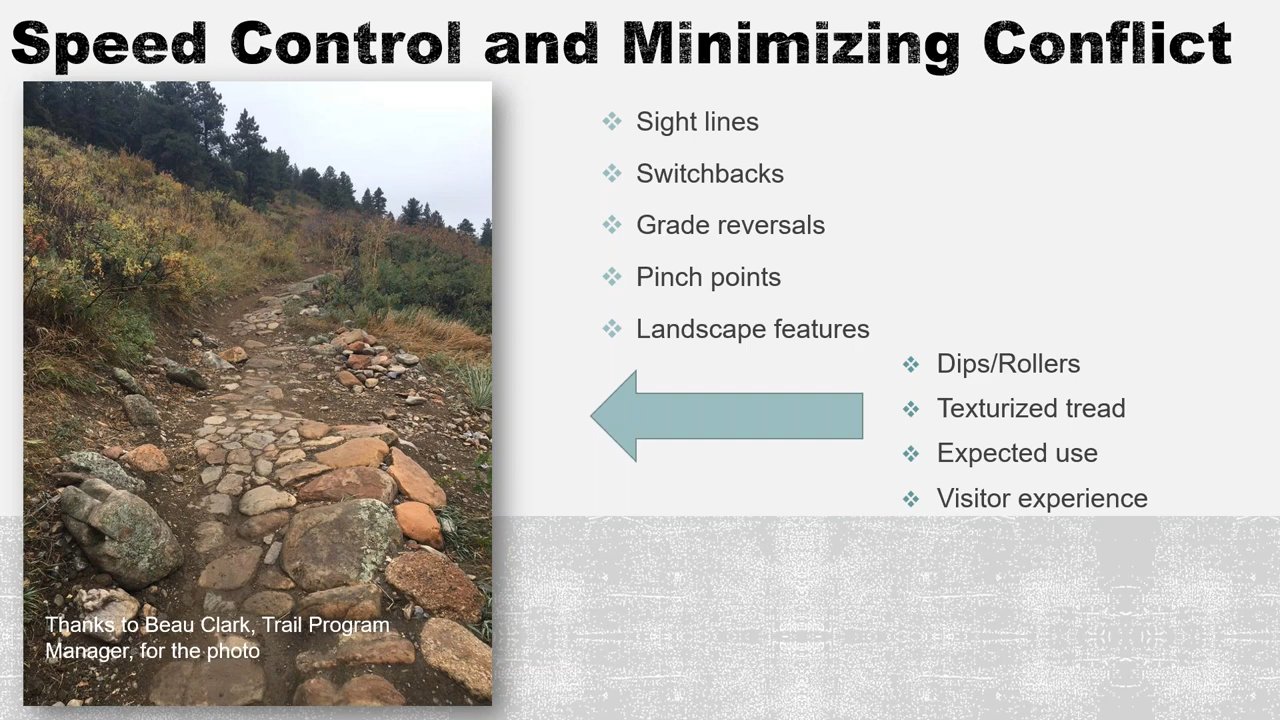 Speed Control and Minimizing Conflict
Sight lines
Switchbacks
Grade reversals
Pinch points
Landscape features
Dips/Rollers
Texturized tread
Expected use
Visitor experience
Thanks to Beau Clark, Trail Program
Manager, for the photo